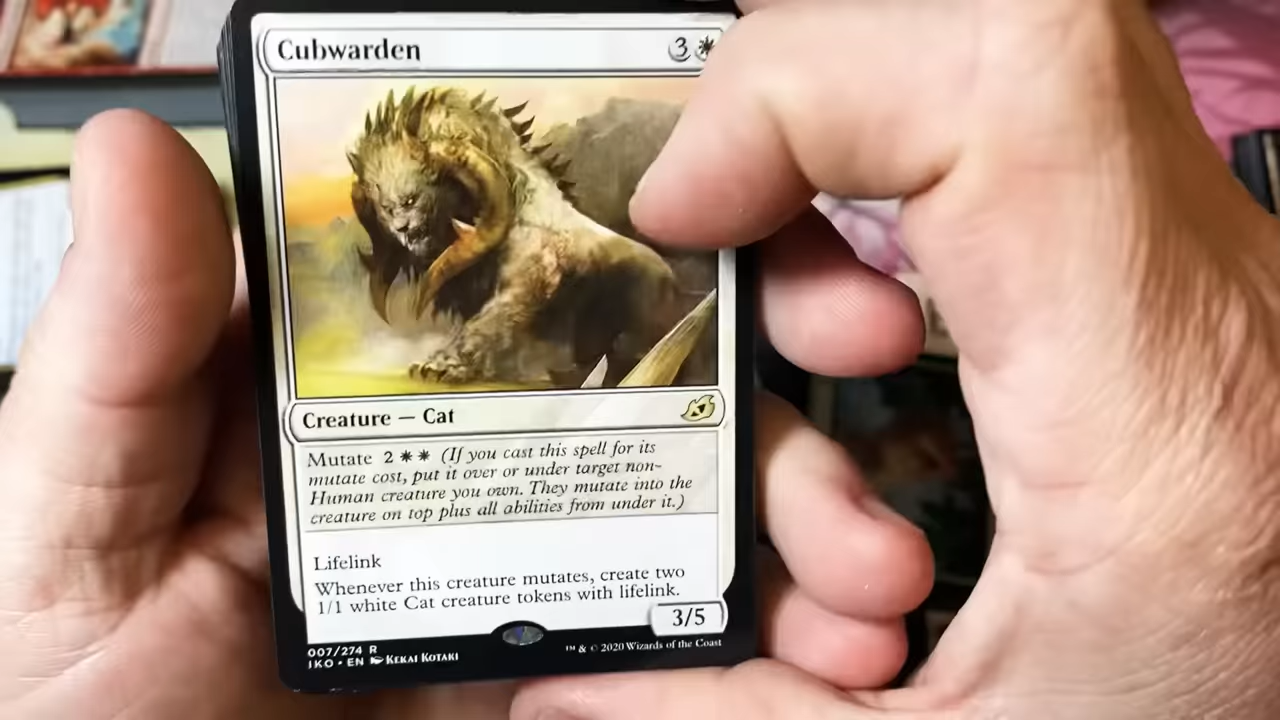 Cubwarden 3
Creature — Cat
Mutate 2 (If you cast this spell for its
mutate cost, put it over or under target non-
Human creature you own. They mutate into the
creature on top plus all abilities from under it.)
Lifelink
Whenever this creature mutates, create two
1/1 white Cat creature tokens with lifelink.
3/5
007/274 R
IKO • EN KEKAI KOTAKI
™ & © 2020 Wizards of the Coast